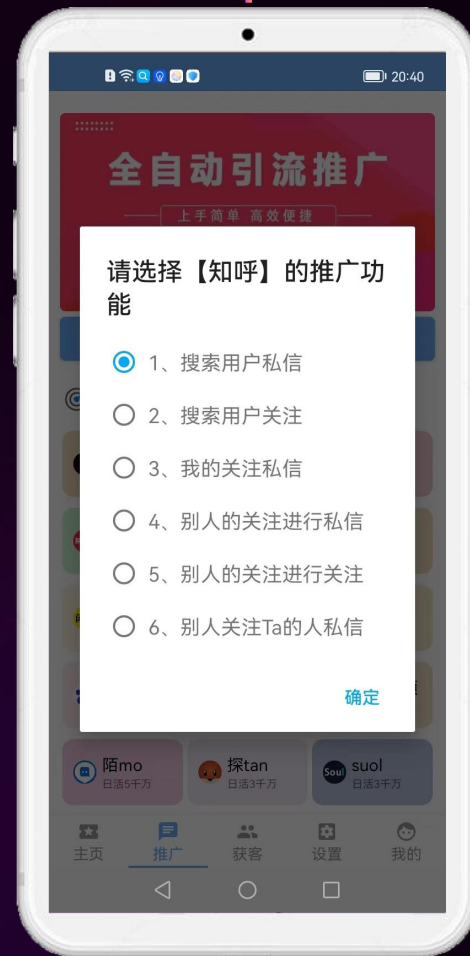 20:40
全自动引流推广
上手简单 高效便捷
请选择【知呼】的推广功
能
1、搜索用户私信
2、搜索用户关注
3、我的关注私信
4、别人的关注进行私信
5、别人的关注进行关注
6、别人关注Ta的人私信
确定
陌mo
日活5千万
探tan
日活3千万
Soul
suol
日活3千万
主页
推广
获客
设置
我的